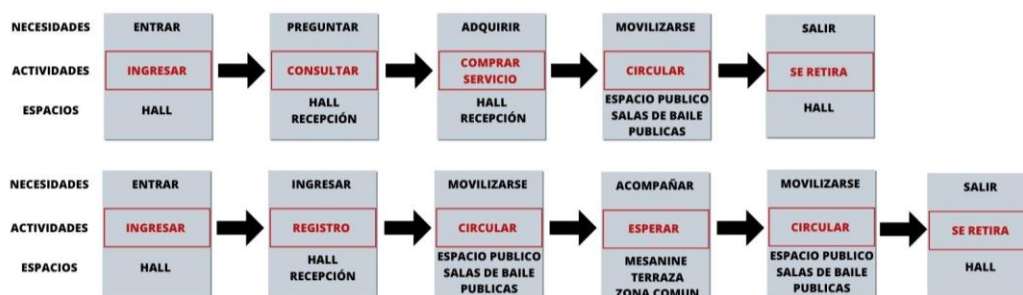 NECESIDADES ENTRAR PREGUNTAR ADQUIRIR MOVILIZARSE SALIR
ACTIVIDADES INGRESAR CONSULTAR COMPRAR SERVICIO CIRCULAR SE RETIRA
ESPACIOS HALL HALL RECEPCIÓN HALL RECEPCIÓN ESPACIO PUBLICO SALAS DE BAILE PUBLICAS HALL
NECESIDADES ENTRAR INGRESAR MOVILIZARSE ACOMPAÑAR MOVILIZARSE SALIR
ACTIVIDADES INGRESAR REGISTRO CIRCULAR ESPERAR CIRCULAR SE RETIRA
ESPACIOS HALL HALL RECEPCIÓN ESPACIO PUBLICO SALAS DE BAILE PUBLICAS MESANINE TERRAZA ZONA COMUN ESPACIO PUBLICO SALAS DE BAILE PUBLICAS HALL